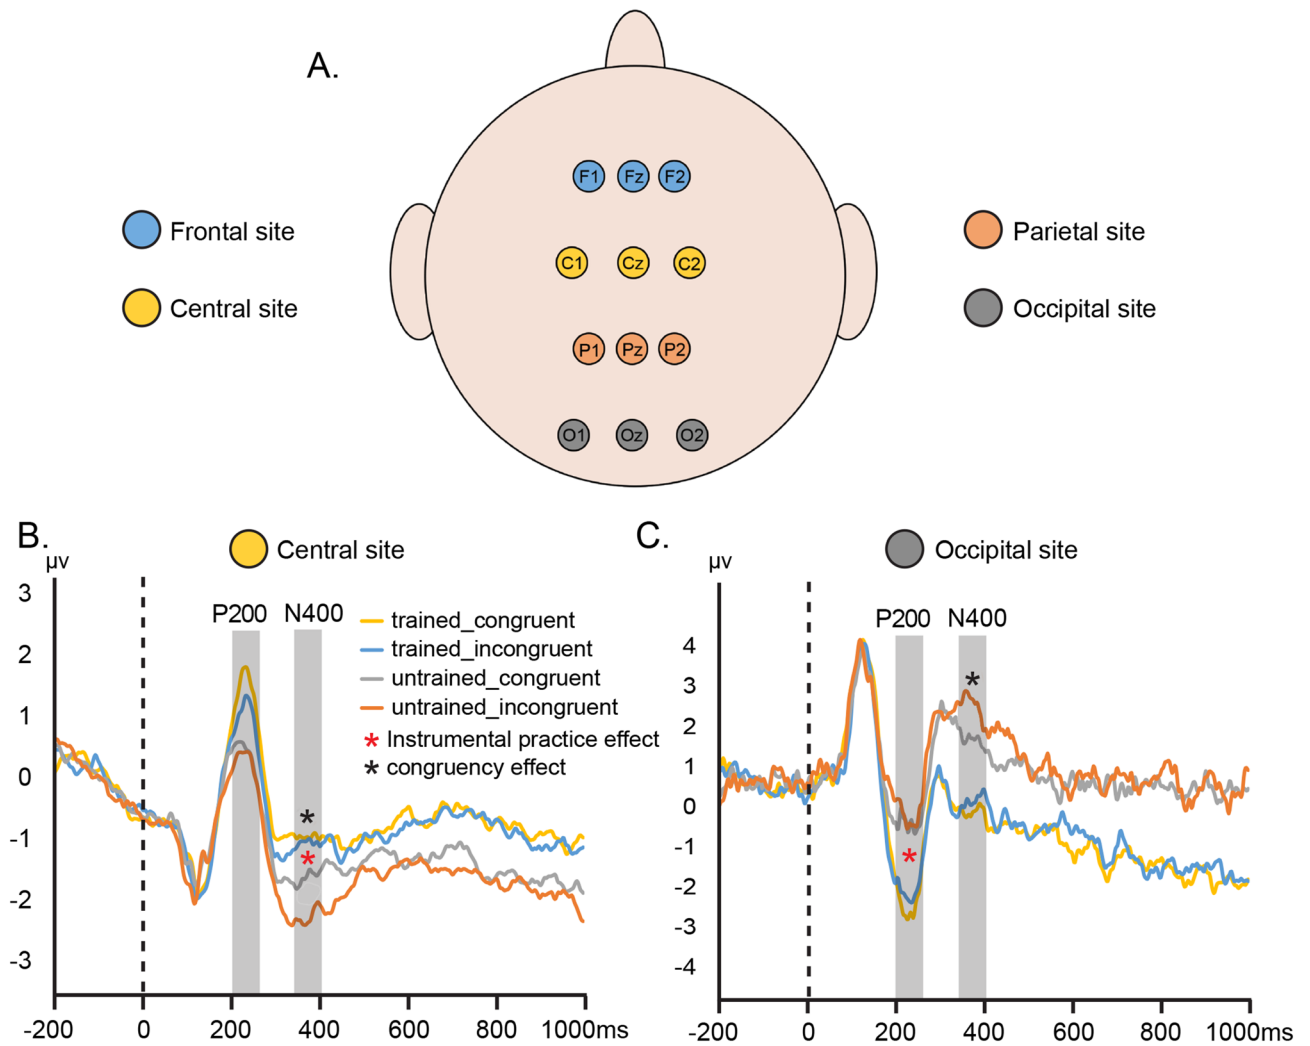 A.
F1 Fz F2
Frontal site
Parietal site
C1 Cz C2
Central site
Occipital site
P1 Pz P2
O1 Oz O2
B.
Central site
μv
P200 N400
3
2
1
0
-1
-2
-3
trained_congruent
trained_incongruent
untrained_congruent
untrained_incongruent
* Instrumental practice effect
* congruency effect
*
*
-200 0 200 400 600 800 1000ms
C.
Occipital site
μv
P200 N400
4
3
2
1
0
-1
-2
-3
-4
*
*
-200 0 200 400 600 800 1000ms